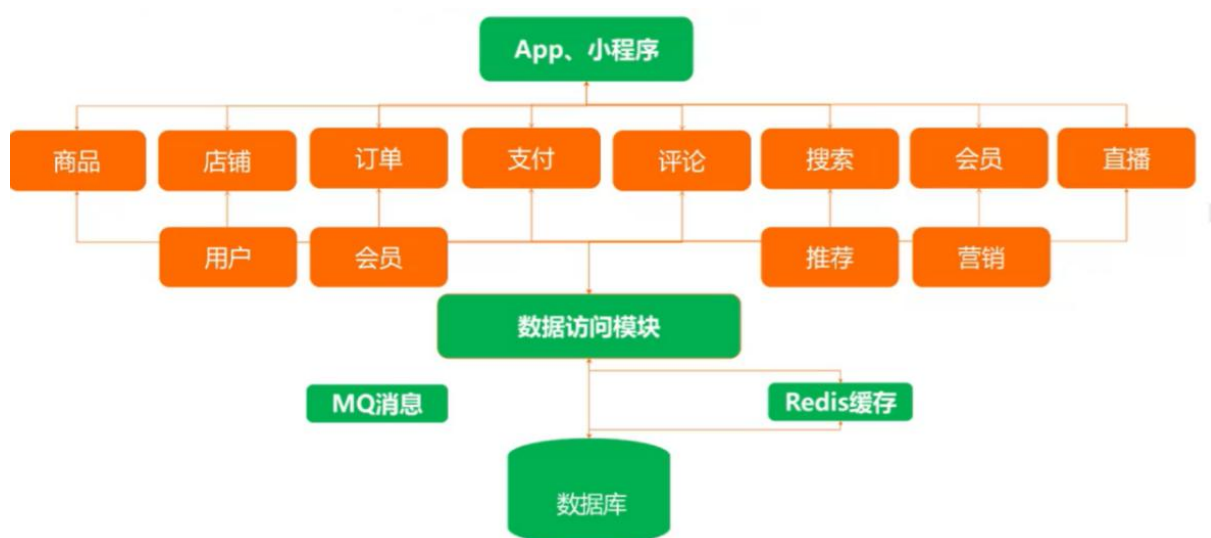 App、小程序
商品
店铺
订单
支付
评论
搜索
会员
直播
用户
会员
推荐
营销
数据访问模块
MQ消息
Redis缓存
数据库